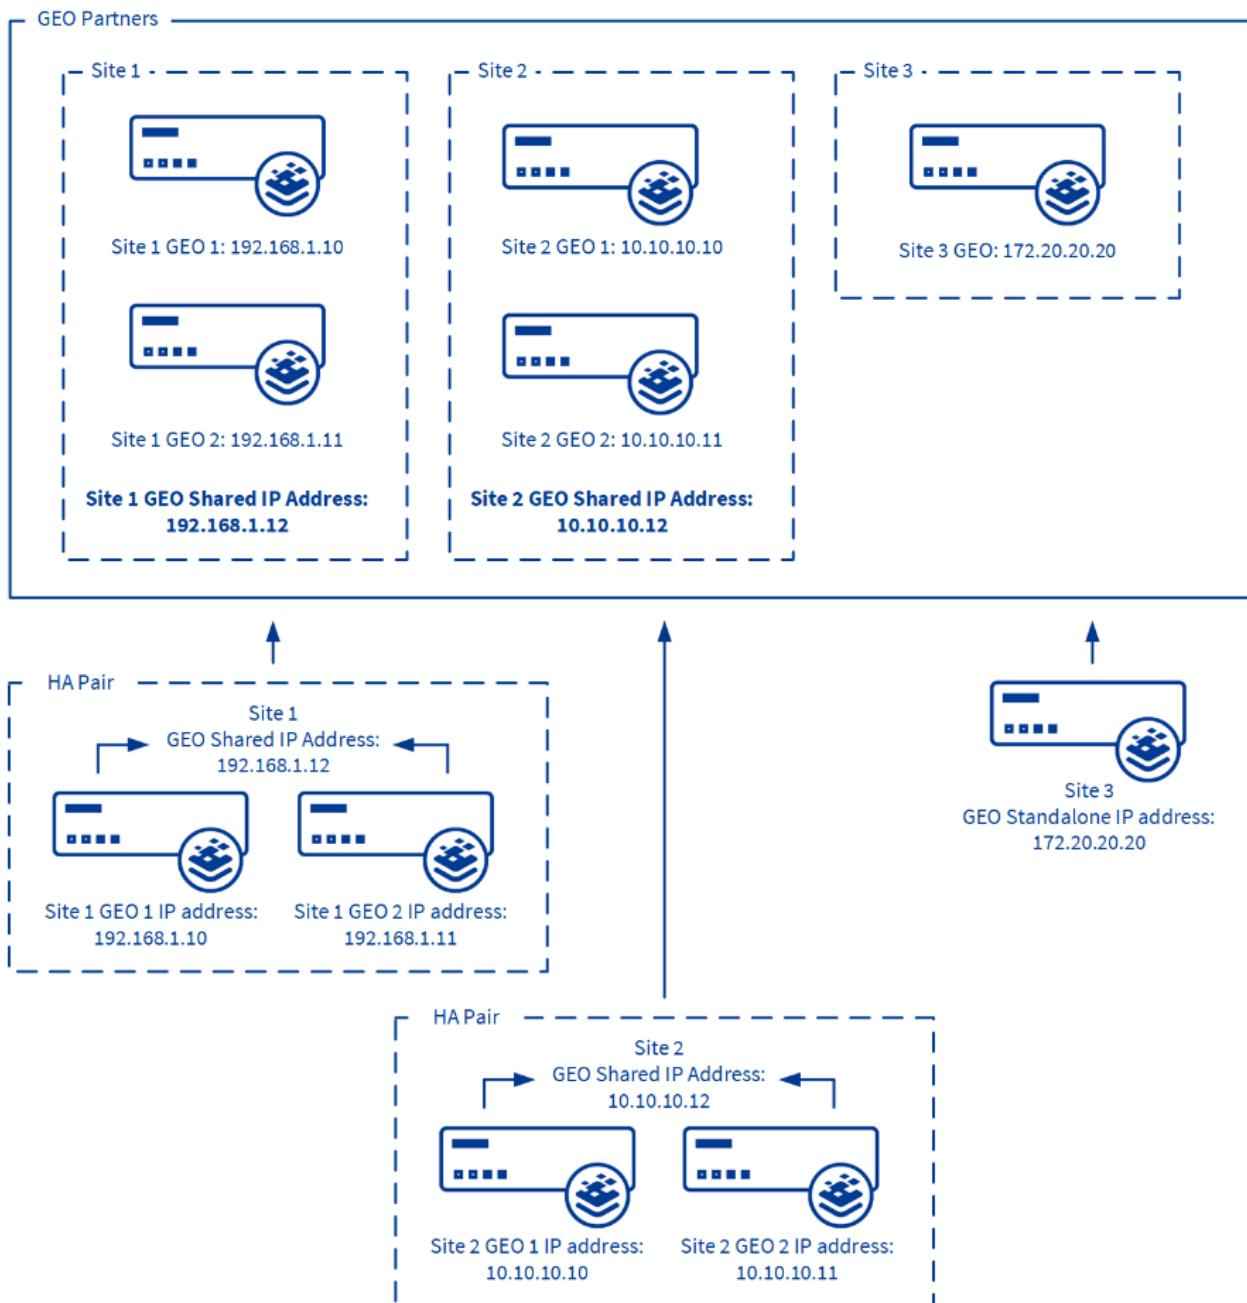 GEO Partners
Site 1
Site 2
Site 3
Site 1 GEO 1: 192.168.1.10
Site 2 GEO 1: 10.10.10.10
Site 3 GEO: 172.20.20.20
Site 1 GEO 2: 192.168.1.11
Site 2 GEO 2: 10.10.10.11
Site 1 GEO Shared IP Address:
192.168.1.12
Site 2 GEO Shared IP Address:
10.10.10.12
HA Pair
Site 1
GEO Shared IP Address:
192.168.1.12
Site 1 GEO 1 IP address:
192.168.1.10
Site 1 GEO 2 IP address:
192.168.1.11
Site 3
GEO Standalone IP address:
172.20.20.20
HA Pair
Site 2
GEO Shared IP Address:
10.10.10.12
Site 2 GEO 1 IP address:
10.10.10.10
Site 2 GEO 2 IP address:
10.10.10.11